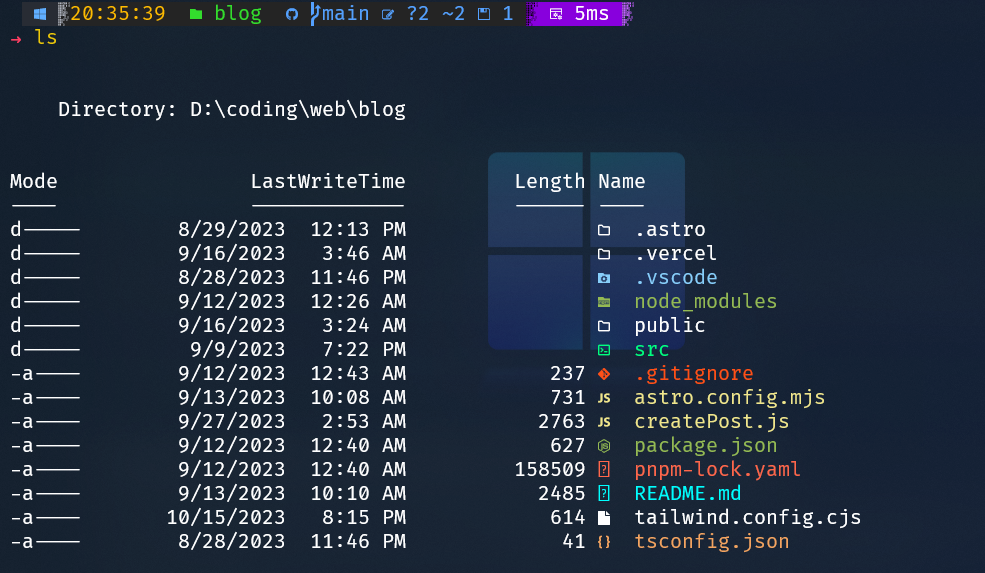 20:35:39 blog main ?2 ~2 1 5ms
→ ls
Directory: D:\coding\web\blog
Mode LastWriteTime Length Name
---- ------------- ------ ----
d----- 8/29/2023 12:13 PM .astro
d----- 9/16/2023 3:46 AM .vercel
d----- 8/28/2023 11:46 PM .vscode
d----- 9/12/2023 12:26 AM node_modules
d----- 9/16/2023 3:24 AM public
d----- 9/9/2023 7:22 PM src
-a---- 9/12/2023 12:43 AM 237 .gitignore
-a---- 9/13/2023 10:08 AM 731 JS astro.config.mjs
-a---- 9/27/2023 2:53 AM 2763 JS createPost.js
-a---- 9/12/2023 12:40 AM 627 package.json
-a---- 9/12/2023 12:40 AM 158509 pnpm-lock.yaml
-a---- 9/13/2023 10:10 AM 2485 README.md
-a---- 10/15/2023 8:15 PM 614 tailwind.config.cjs
-a---- 8/28/2023 11:46 PM 41 {} tsconfig.json